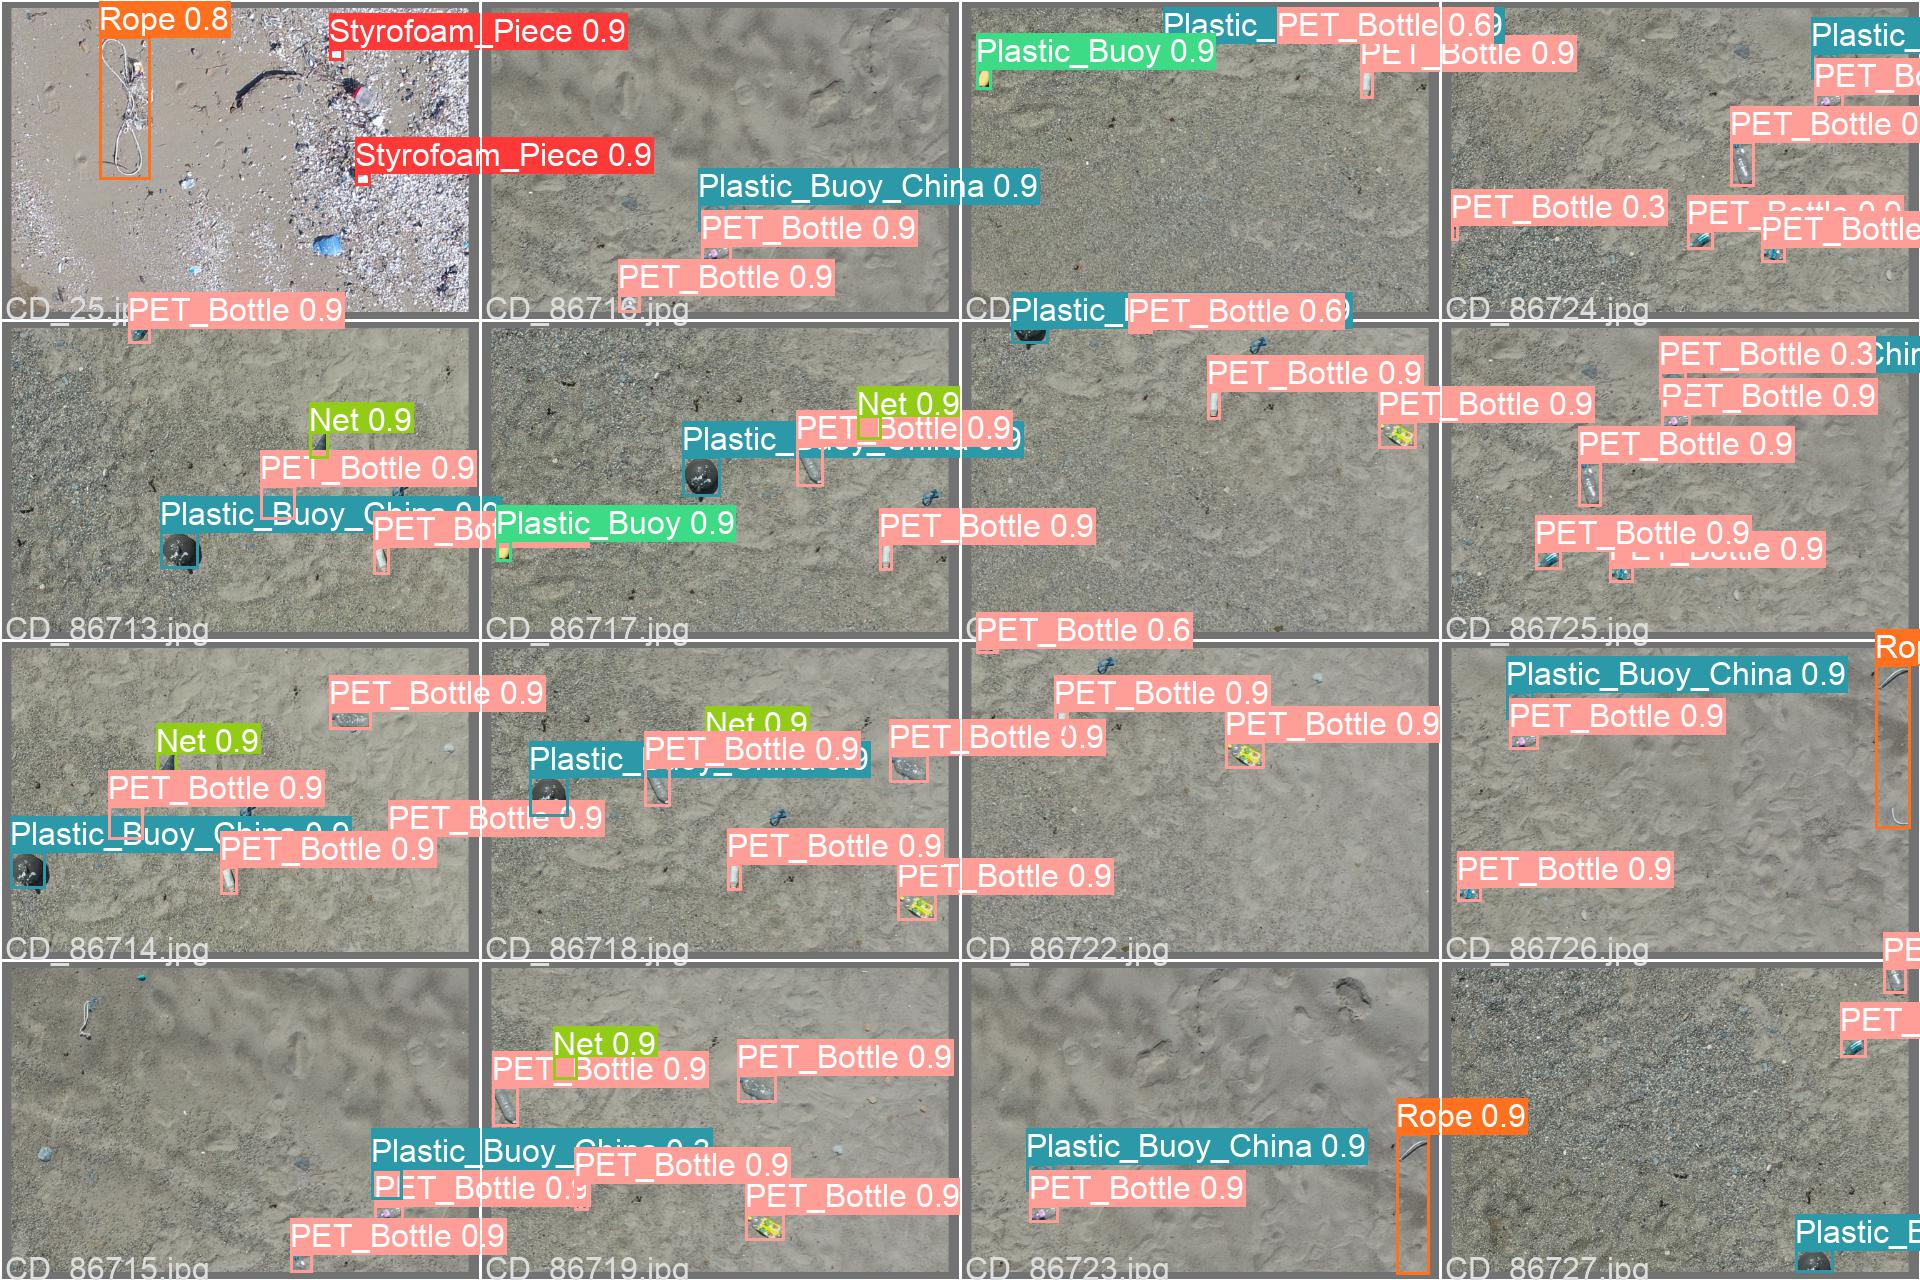 Rope 0.8
Styrofoam_Piece 0.9
Styrofoam_Piece 0.9
CD_25.j
Plastic_Buoy_China 0.9
PET_Bottle 0.9
PET_Bottle 0.9
CD_86716.jpg
Plastic_
PET_Bottle 0.6
Plastic_Buoy 0.9
PET_Bottle 0.9
CD
Plastic_
PET_Bo
PET_Bottle 0
PET_Bottle 0.3
PET_Bottle 0.9
PET_Bottle
CD_86724.jpg
PET_Bottle 0.9
Net 0.9
PET_Bottle 0.9
Plastic_Buoy_China 0.9
PET_Bot
CD_86713.jpg
Net 0.9
PET_Bottle 0.9
Plastic_Buoy_China 0.9
Plastic_Buoy 0.9
PET_Bottle 0.9
CD_86717.jpg
Plastic_
PET_Bottle 0.6
PET_Bottle 0.9
PET_Bottle 0.9
PET_Bottle 0.3
Chin
PET_Bottle 0.9
PET_Bottle 0.9
PET_Bottle 0.9
PET_Bottle 0.9
CD_86725.jpg
PET_Bottle 0.9
Net 0.9
PET_Bottle 0.9
PET_Bottle 0.9
Plastic_Buoy_China 0.9
PET_Bottle 0.9
CD_86714.jpg
Net 0.9
PET_Bottle 0.9
Plastic_Buoy_China 0.9
PET_Bottle 0.9
PET_Bottle 0.9
PET_Bottle 0.9
CD_86718.jpg
PET_Bottle 0.6
PET_Bottle 0.9
PET_Bottle 0.9
CD_86722.jpg
Ro
Plastic_Buoy_China 0.9
PET_Bottle 0.9
PET_Bottle 0.9
CD_86726.jpg
Plastic_Buoy_China 0.3
PET_Bottle 0.9
PET_Bottle 0.9
CD_86715.jpg
Net 0.9
PET_Bottle 0.9
PET_Bottle 0.9
PET_Bottle 0.9
PET_Bottle 0.9
CD_86719.jpg
Rope 0.9
Plastic_Buoy_China 0.9
PET_Bottle 0.9
CD_86723.jpg
PE
PET_
Plastic_B
CD_86727.jpg